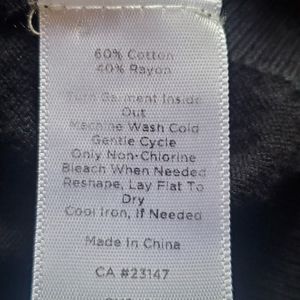 60% Cotton
40% Rayon
Turn Garment Inside
Out
Machine Wash Cold
Gentle Cycle
Only Non-Chlorine
Bleach When Needed
Reshape, Lay Flat To
Dry
Cool Iron, If Needed
Made In China
CA #23147